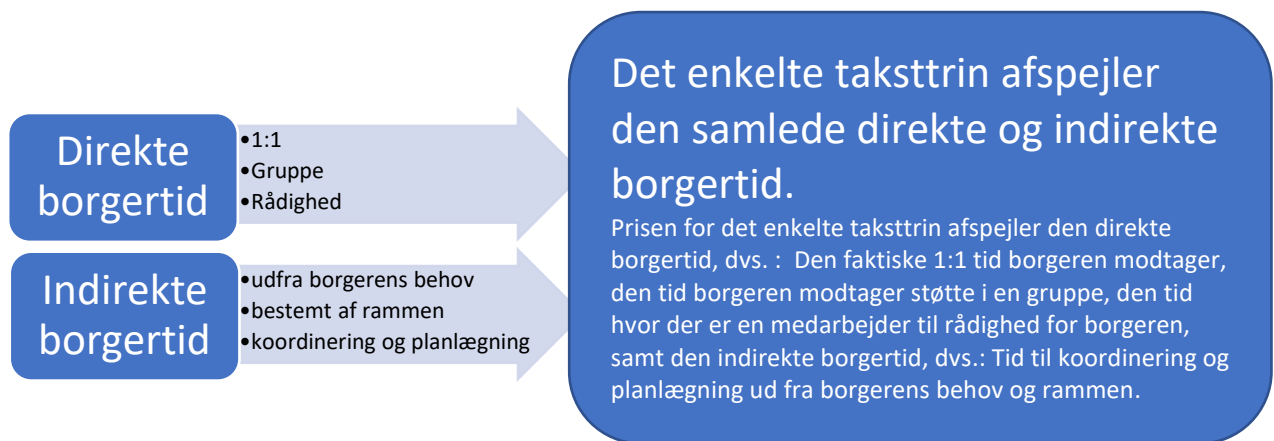 Direkte
borgertid
•1:1
•Gruppe
•Rådighed
Indirekte
borgertid
•udfra borgerens behov
•bestemt af rammen
•koordinering og planlægning
Det enkelte taksttrin afspejler
den samlede direkte og indirekte
borgertid.
Prisen for det enkelte taksttrin afspejler den direkte
borgertid, dvs. : Den faktiske 1:1 tid borgeren modtager,
den tid borgeren modtager støtte i en gruppe, den tid
hvor der er en medarbejder til rådighed for borgeren,
samt den indirekte borgertid, dvs.: Tid til koordinering og
planlægning ud fra borgerens behov og rammen.